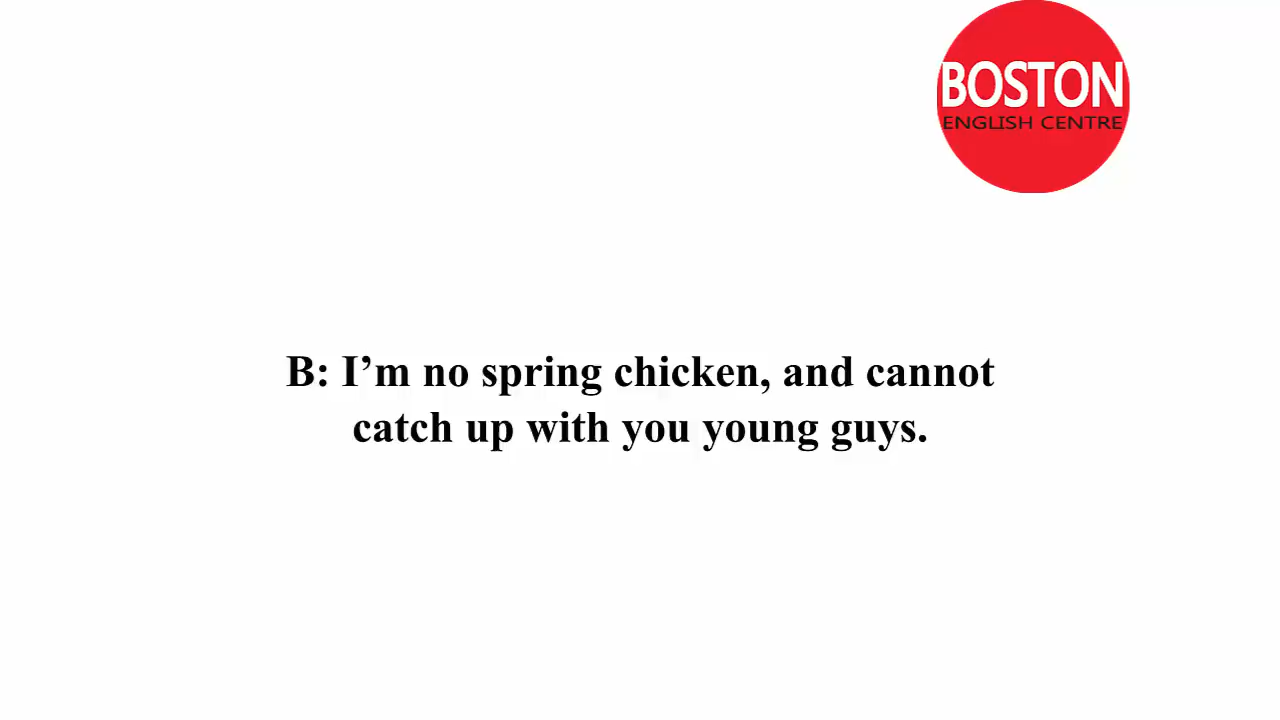 BOSTON
ENGLISH CENTRE
B: I’m no spring chicken, and cannot
catch up with you young guys.